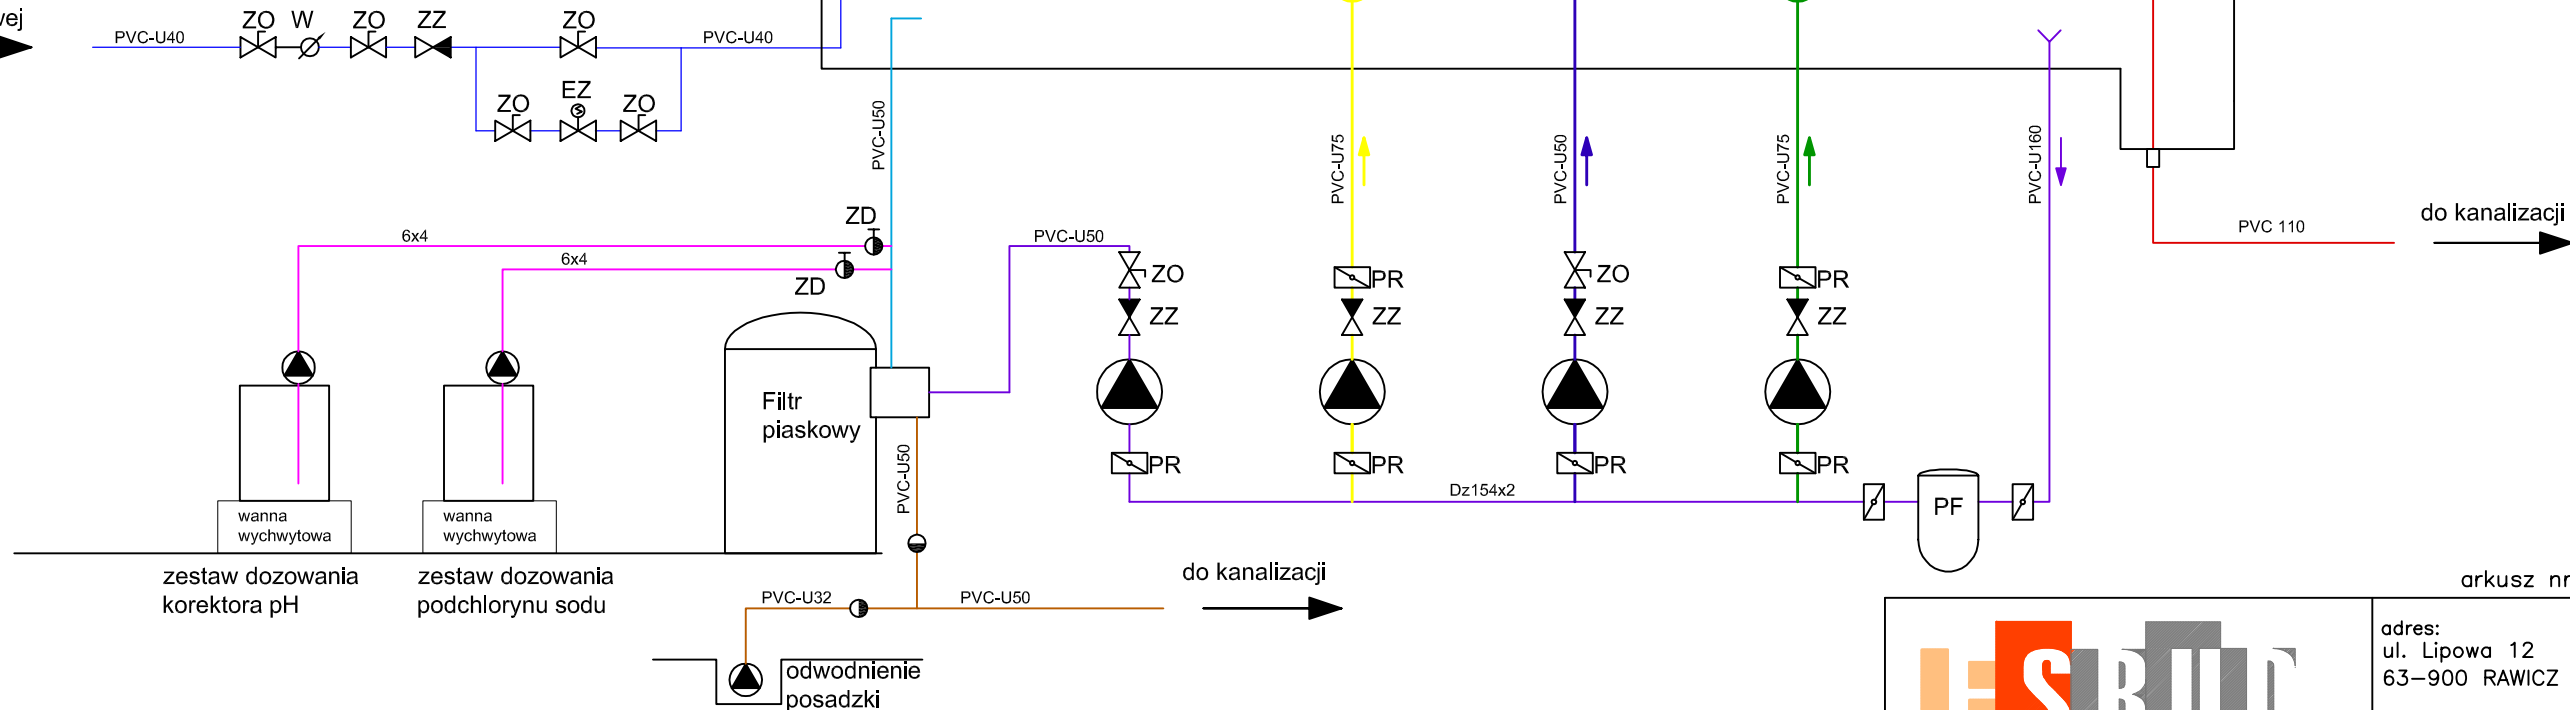 ZO W ZO ZZ ZO
PVC-U40
PVC-U40
ZO EZ ZO
PVC-U50
PVC-U75
PVC-U50
PVC-U75
PVC-U160
do kanalizacji
PVC 110
ZD
6x4
6x4
ZD
PVC-U50
ZO
PR
ZO
PR
ZZ
ZZ
ZZ
ZZ
Filtr
piaskowy
PVC-U50
PR
PR
PR
PR
Dz154x2
PF
wanna
wychwytowa
wanna
wychwytowa
zestaw dozowania
korektora pH
zestaw dozowania
podchlorynu sodu
do kanalizacji
PVC-U32
PVC-U50
odwodnienie
posadzki
arkusz nr
adres:
ul. Lipowa 12
63-900 RAWICZ